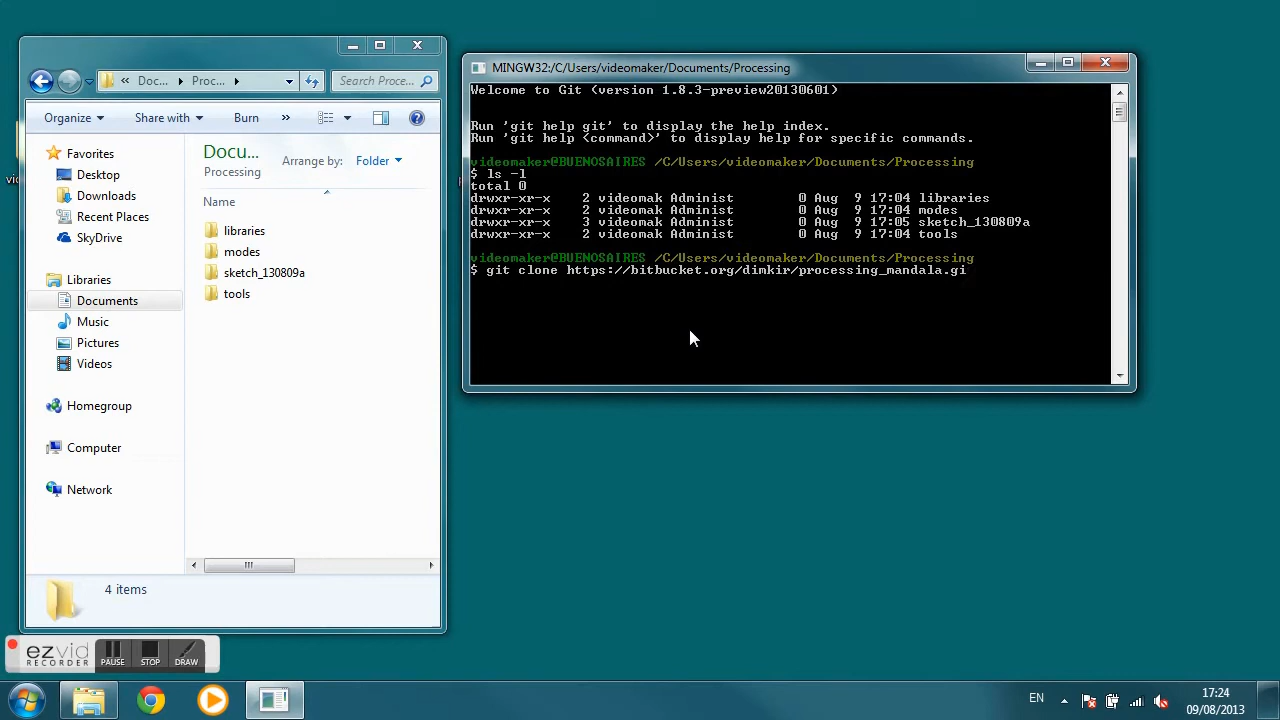 Doc...
Proc...
Search Proce...
Organize
Share with
Burn
»
Favorites
Desktop
Downloads
Recent Places
SkyDrive
Libraries
Documents
Music
Pictures
Videos
Homegroup
Computer
Network
Docu...
Processing
Arrange by:
Folder
Name
libraries
modes
sketch_130809a
tools
4 items
MINGW32:/C/Users/videomaker/Documents/Processing
Welcome to Git (version 1.8.3-preview20130601)
Run 'git help git' to display the help index.
Run 'git help <command>' to display help for specific commands.
videomaker@BUENOSAIRES /C/Users/videomaker/Documents/Processing
$ ls -l
total 0
drwxr-xr-x    2 videomak Administ        0 Aug  9 17:04 libraries
drwxr-xr-x    2 videomak Administ        0 Aug  9 17:04 modes
drwxr-xr-x    3 videomak Administ        0 Aug  9 17:05 sketch_130809a
drwxr-xr-x    2 videomak Administ        0 Aug  9 17:04 tools
videomaker@BUENOSAIRES /C/Users/videomaker/Documents/Processing
$ git clone https://bitbucket.org/dimkir/processing_mandala.gi
ezvid
RECORDER
PAUSE
STOP
DRAW
EN
17:24
09/08/2013